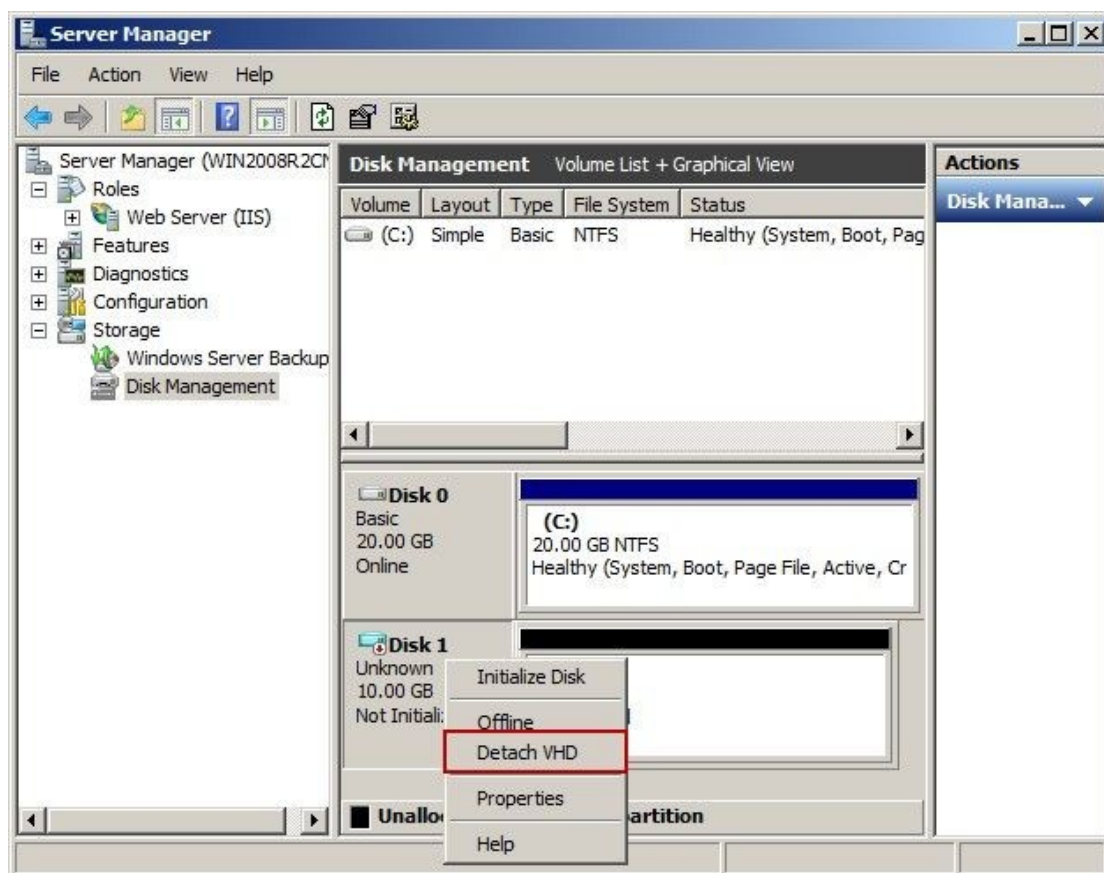 Server Manager
File Action View Help
Server Manager (WIN2008R2CN
Roles
Web Server (IIS)
Features
Diagnostics
Configuration
Storage
Windows Server Backup
Disk Management
Disk Management Volume List + Graphical View
Volume Layout Type File System Status
(C:) Simple Basic NTFS Healthy (System, Boot, Pag
Disk 0
Basic
20.00 GB
Online
(C:)
20.00 GB NTFS
Healthy (System, Boot, Page File, Active, Cr
Disk 1
Unknown
10.00 GB
Not Initiali
Initialize Disk
Offline
Detach VHD
Properties
Help
Unallo artition
Actions
Disk Mana...